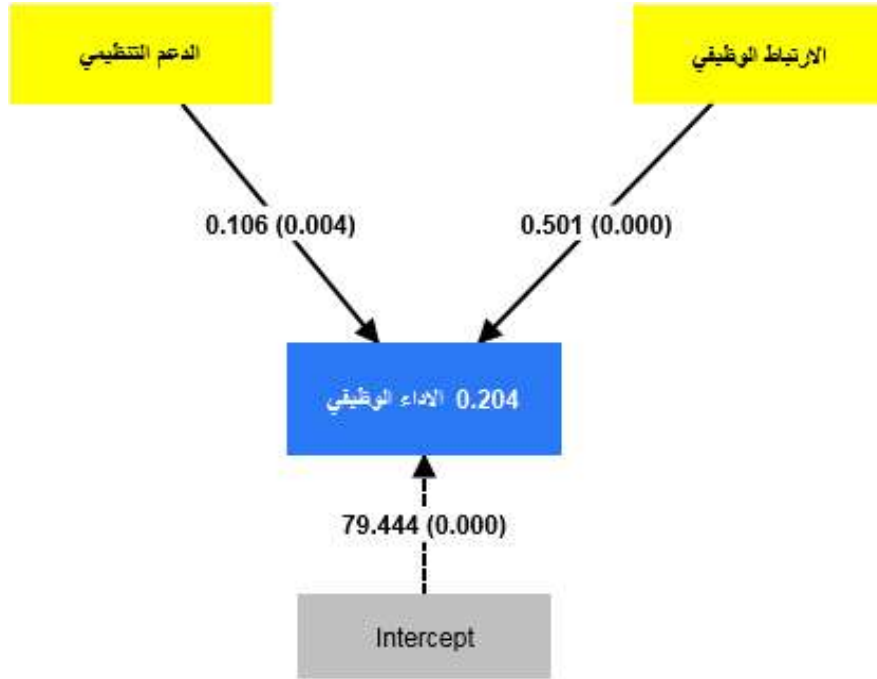 الدعم التنظيمي
الارتباط الوظيفي
0.106 (0.004)
0.501 (0.000)
الاداء الوظيفي 0.204
79.444 (0.000)
Intercept